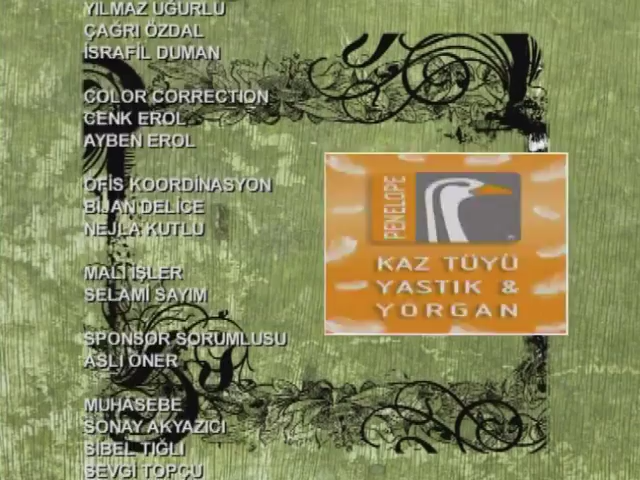 YILMAZ UĞURLU
ÇAĞRI ÖZDAL
İSRAFİL DUMAN
COLOR CORRECTION
CENK EROL
AYBEN EROL
OFİS KOORDİNASYON
BİJAN DELİCE
NEJLA KUTLU
MALİ İŞLER
SELAMİ SAYIM
SPONSOR SORUMLUSU
ASLI ÖNER
MUHASEBE
SONAY AKYAZICI
SİBEL TIĞLI
SEVGİ TOPÇU
PENELOPE
KAZ TÜYÜ
YASTIK &
YORGAN